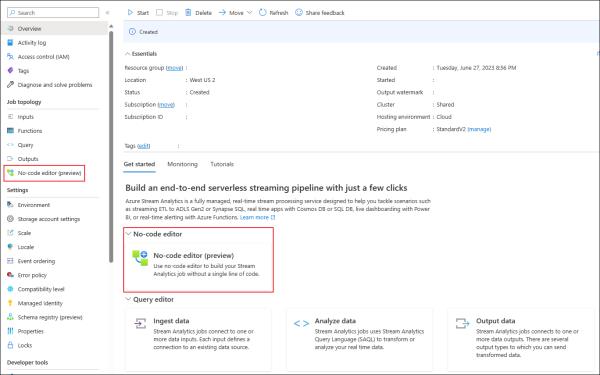 Search
Start
Stop
Delete
Move
Refresh
Share feedback
Overview
Activity log
Access control (IAM)
Tags
Diagnose and solve problems
Job topology
Inputs
Functions
Query
Outputs
No-code editor (preview)
Settings
Environment
Storage account settings
Scale
Locale
Event ordering
Error policy
Compatibility level
Managed Identity
Schema registry (preview)
Properties
Locks
Developer tools
Created
Essentials
Resource group (move) :
Location : West US 2
Status : Created
Subscription (move) :
Subscription ID :
Created : Tuesday, June 27, 2023 8:56 PM
Started :
Output watermark :
Cluster : Shared
Hosting environment : Cloud
Pricing plan : StandardV2 (manage)
Tags (edit) :
Get started
Monitoring
Tutorials
Build an end-to-end serverless streaming pipeline with just a few clicks
Azure Stream Analytics is a fully managed, real-time stream processing service designed to help you tackle scenarios such
as streaming ETL to ADLS Gen2 or Synapse SQL, real time apps with Cosmos DB or SQL DB, live dashboarding with Power
BI, or real-time alerting with Azure Functions. Learn more
No-code editor
No-code editor (preview)
Use no-code editor to build your Stream
Analytics job without a single line of code.
Query editor
Ingest data
Stream Analytics jobs connect to one or
more data inputs. Each input defines a
connection to an existing data source.
Analyze data
Stream Analytics jobs uses Stream Analytics
Query Language (SAQL) to transform or
analyze your real time data.
Output data
Stream Analytics jobs connects to one
or more data outputs. There are several
output types to which you can send
transformed data.